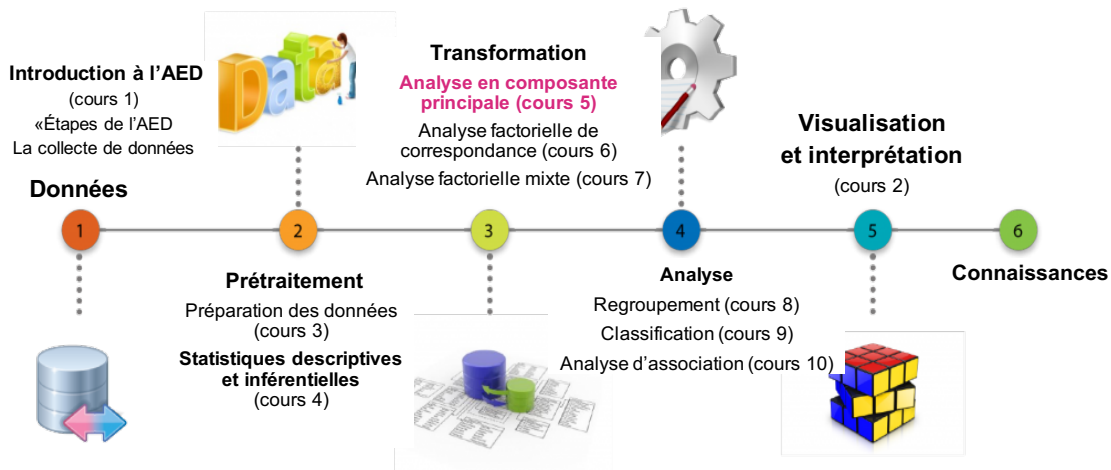 Introduction à l'AED
(cours 1)
«Étapes de l'AED
La collecte de données
Données
1
Data
2
Prétraitement
Préparation des données
(cours 3)
Statistiques descriptives
et inférentielles
(cours 4)
Transformation
Analyse en composante
principale (cours 5)
Analyse factorielle de
correspondance (cours 6)
Analyse factorielle mixte (cours 7)
3
4
Analyse
Regroupement (cours 8)
Classification (cours 9)
Analyse d'association (cours 10)
Visualisation
et interprétation
(cours 2)
5
6
Connaissances